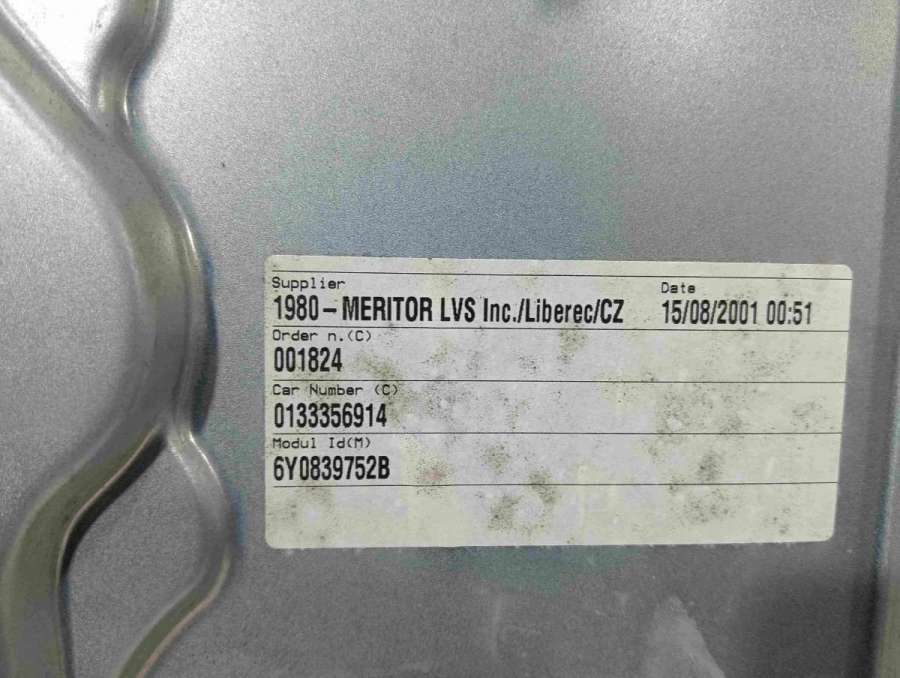 Supplier Date
1980-MERITOR LVS Inc./Liberec/CZ 15/08/2001 00:51
Order n.(C)
001824
Car Number (C)
0133356914
Modul Id(M)
6Y0839752B